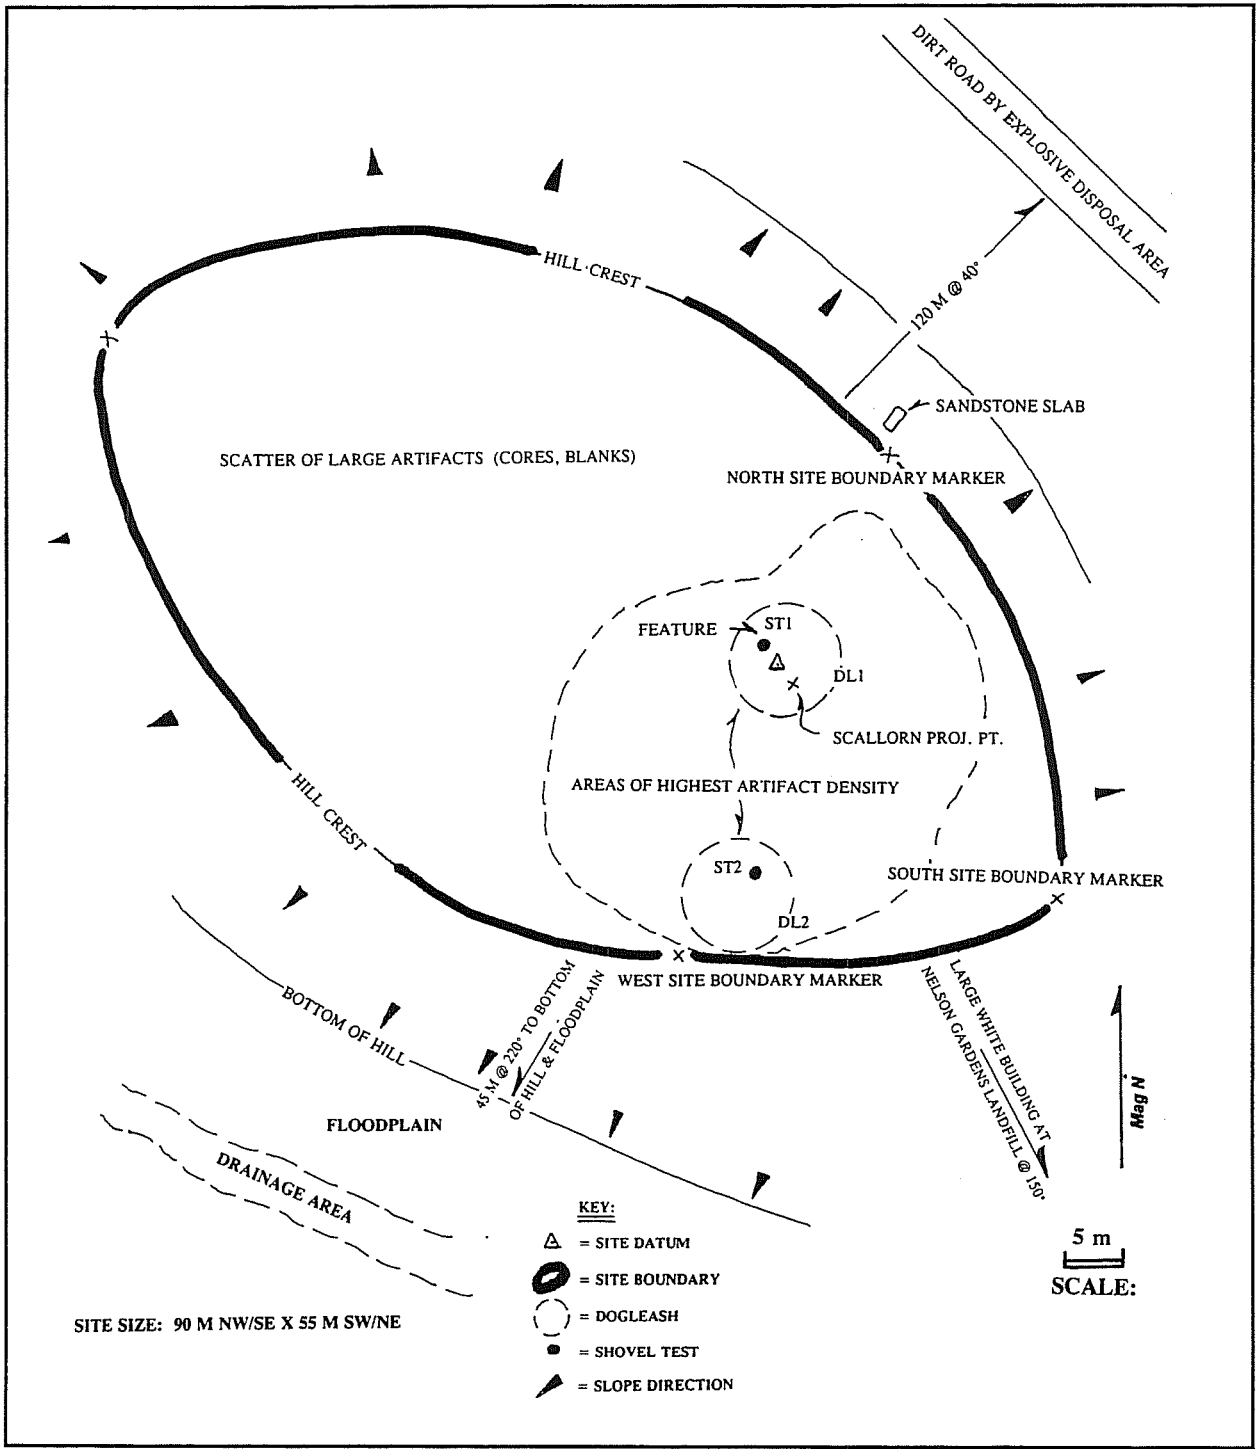 DIRT ROAD BY EXPLOSIVE DISPOSAL AREA
HILL CREST
120 M @ 40°
SANDSTONE SLAB
SCATTER OF LARGE ARTIFACTS (CORES, BLANKS)
NORTH SITE BOUNDARY MARKER
FEATURE
ST1
DL1
SCALLORN PROJ. PT.
AREAS OF HIGHEST ARTIFACT DENSITY
HILL CREST
ST2
SOUTH SITE BOUNDARY MARKER
DL2
WEST SITE BOUNDARY MARKER
BOTTOM OF HILL
45 M @ 220° TO BOTTOM
OF HILL & FLOODPLAIN
LARGE WHITE BUILDING AT
NELSON GARDENS LANDFILL @ 150°
Mag N
FLOODPLAIN
DRAINAGE AREA
KEY:
= SITE DATUM
= SITE BOUNDARY
= DOGLEASH
= SHOVEL TEST
= SLOPE DIRECTION
5 m
SCALE:
SITE SIZE: 90 M NW/SE X 55 M SW/NE